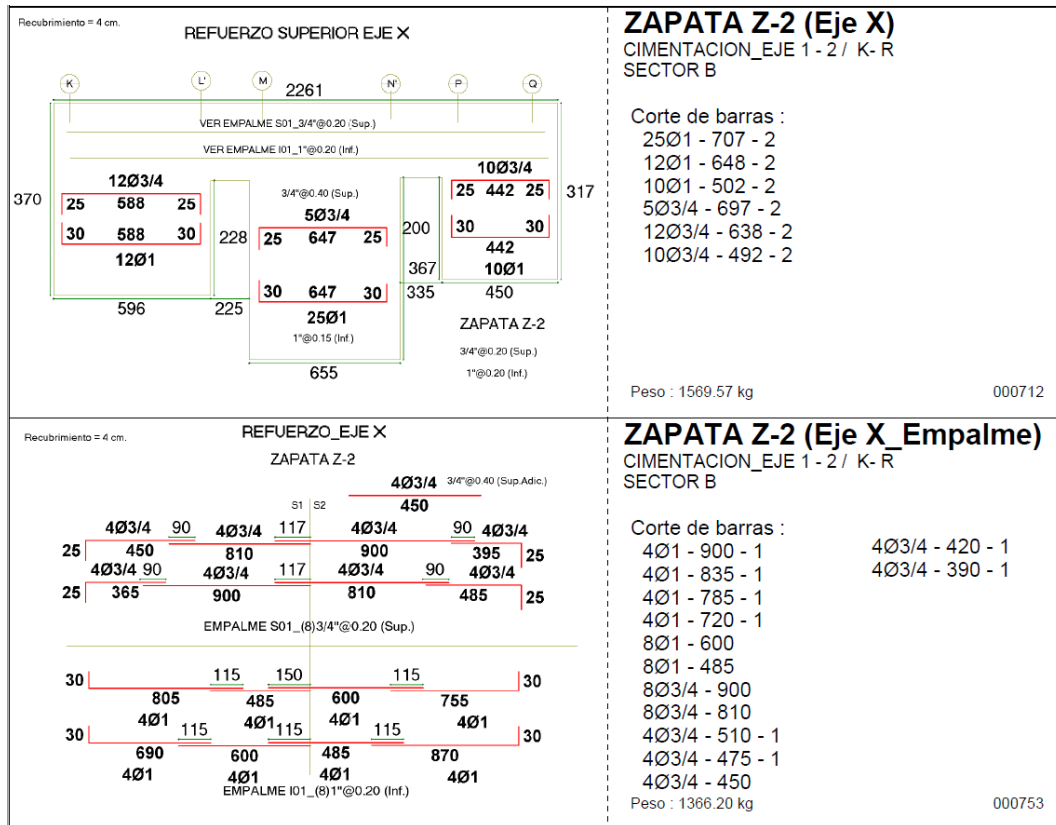 Recubrimiento = 4 cm.
REFUERZO SUPERIOR EJE X
K L' M N' P Q
2261
VER EMPALME S01_3/4"@0.20 (Sup.)
VER EMPALME I01_1"@0.20 (Inf.)
12Ø3/4
3/4"@0.40 (Sup.)
10Ø3/4
370
25 588 25
5Ø3/4
25 442 25
317
30 588 30
228
25 647 25
200
30 30
12Ø1
442
367
10Ø1
30 647 30
335 450
596 225
25Ø1
ZAPATA Z-2
1"@0.15 (Inf.)
3/4"@0.20 (Sup.)
655
1"@0.20 (Inf.)
ZAPATA Z-2 (Eje X)
CIMENTACION_EJE 1 - 2 / K- R
SECTOR B
Corte de barras :
25Ø1 - 707 - 2
12Ø1 - 648 - 2
10Ø1 - 502 - 2
5Ø3/4 - 697 - 2
12Ø3/4 - 638 - 2
10Ø3/4 - 492 - 2
Peso : 1569.57 kg 000712
Recubrimiento = 4 cm.
REFUERZO_EJE X
ZAPATA Z-2
4Ø3/4 3/4"@0.40 (Sup.Adic.)
450
S1 S2
4Ø3/4 90 4Ø3/4 117 4Ø3/4 90 4Ø3/4
25 450 810 900 395 25
4Ø3/4 90 4Ø3/4 117 4Ø3/4 90 4Ø3/4
25 365 900 810 485 25
EMPALME S01_(8)3/4"@0.20 (Sup.)
30 115 150 115 30
805 485 600 755
4Ø1 4Ø1 4Ø1 4Ø1
30 115 115 115 30
690 600 485 870
4Ø1 4Ø1 4Ø1 4Ø1
EMPALME I01_(8)1"@0.20 (Inf.)
ZAPATA Z-2 (Eje X_Empalme)
CIMENTACION_EJE 1 - 2 / K- R
SECTOR B
Corte de barras :
4Ø1 - 900 - 1
4Ø1 - 835 - 1
4Ø1 - 785 - 1
4Ø1 - 720 - 1
8Ø1 - 600
8Ø1 - 485
8Ø3/4 - 900
8Ø3/4 - 810
4Ø3/4 - 510 - 1
4Ø3/4 - 475 - 1
4Ø3/4 - 450
4Ø3/4 - 420 - 1
4Ø3/4 - 390 - 1
Peso : 1366.20 kg 000753